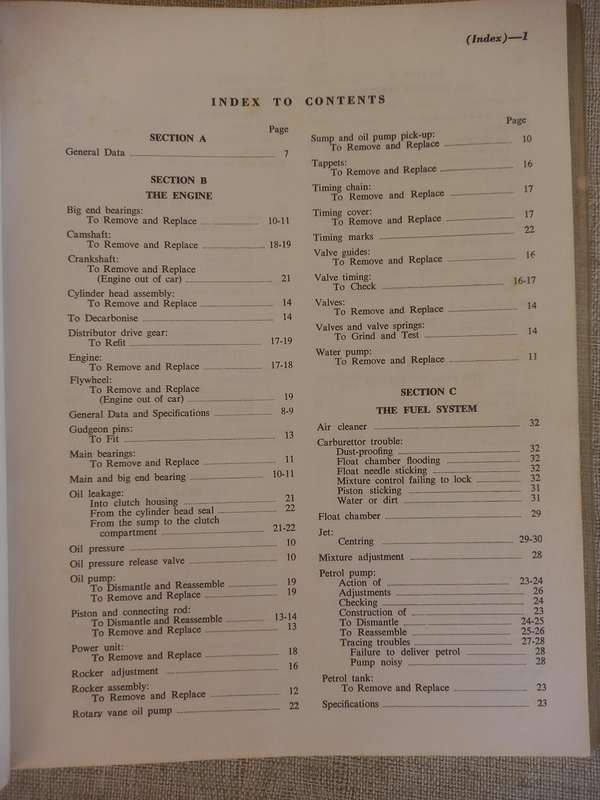 (Index)—1
INDEX TO CONTENTS
Page
SECTION A
General Data 7
SECTION B
THE ENGINE
Big end bearings:
To Remove and Replace 10-11
Camshaft:
To Remove and Replace 18-19
Crankshaft:
To Remove and Replace
(Engine out of car) 21
Cylinder head assembly:
To Remove and Replace 14
To Decarbonise 14
Distributor drive gear:
To Refit 17-19
Engine:
To Remove and Replace 17-18
Flywheel:
To Remove and Replace
(Engine out of car) 19
General Data and Specifications 8-9
Gudgeon pins:
To Fit 13
Main bearings:
To Remove and Replace 11
Main and big end bearing 10-11
Oil leakage:
Into clutch housing 21
From the cylinder head seal 22
From the sump to the clutch
compartment 21-22
Oil pressure 10
Oil pressure release valve 10
Oil pump:
To Dismantle and Reassemble 19
To Remove and Replace 19
Piston and connecting rod:
To Dismantle and Reassemble 13-14
To Remove and Replace 13
Power unit:
To Remove and Replace 18
Rocker adjustment 16
Rocker assembly:
To Remove and Replace 12
Rotary vane oil pump 22
Page
Sump and oil pump pick-up:
To Remove and Replace 10
Tappets:
To Remove and Replace 16
Timing chain:
To Remove and Replace 17
Timing cover:
To Remove and Replace 17
Timing marks 22
Valve guides:
To Remove and Replace 16
Valve timing:
To Check 16-17
Valves:
To Remove and Replace 14
Valves and valve springs:
To Grind and Test 14
Water pump:
To Remove and Replace 11
SECTION C
THE FUEL SYSTEM
Air cleaner 32
Carburettor trouble:
Dust-proofing 32
Float chamber flooding 32
Float needle sticking 32
Mixture control failing to lock 32
Piston sticking 31
Water or dirt 31
Float chamber 29
Jet:
Centring 29-30
Mixture adjustment 28
Petrol pump:
Action of 23-24
Adjustments 26
Checking 24
Construction of 23
To Dismantle 24-25
To Reassemble 25-26
Tracing troubles 27-28
Failure to deliver petrol 28
Pump noisy 28
Petrol tank:
To Remove and Replace 23
Specifications 23